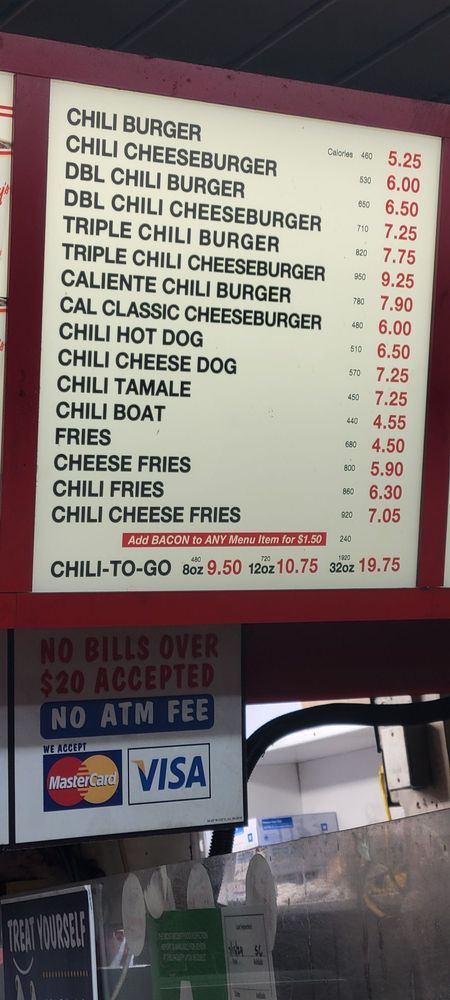 CHILI BURGER Calories 460 5.25
CHILI CHEESEBURGER 530 6.00
DBL CHILI BURGER 650 6.50
DBL CHILI CHEESEBURGER 710 7.25
TRIPLE CHILI BURGER 820 7.75
TRIPLE CHILI CHEESEBURGER 950 9.25
CALIENTE CHILI BURGER 780 7.90
CAL CLASSIC CHEESEBURGER 480 6.00
CHILI HOT DOG 510 6.50
CHILI CHEESE DOG 570 7.25
CHILI TAMALE 450 7.25
CHILI BOAT 440 4.55
FRIES 680 4.50
CHEESE FRIES 800 5.90
CHILI FRIES 860 6.30
CHILI CHEESE FRIES 920 7.05
Add BACON to ANY Menu Item for $1.50 240
480 720 1920
CHILI-TO-GO 8oz 9.50 12oz 10.75 32oz 19.75
NO BILLS OVER
$20 ACCEPTED
NO ATM FEE
WE ACCEPT
MasterCard VISA
TREAT YOURSELF